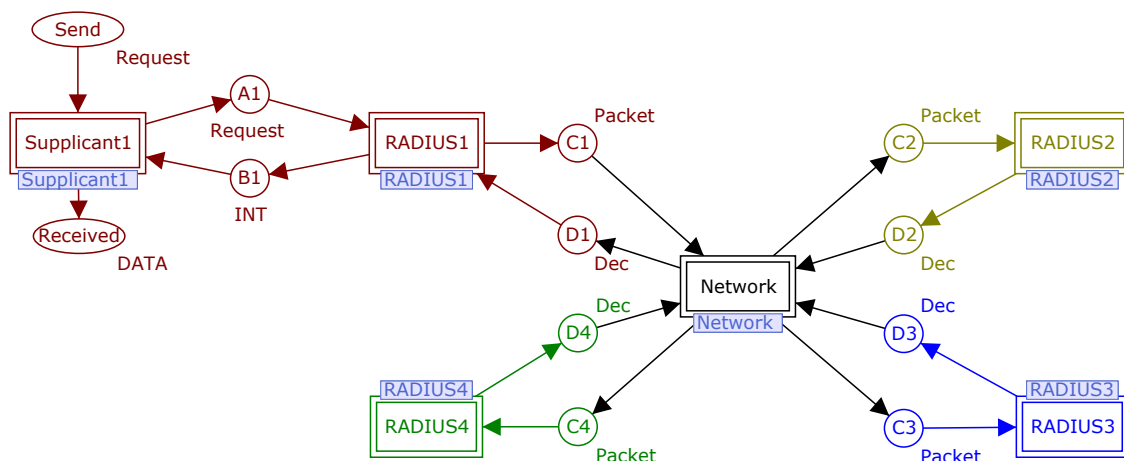 Send
Request
A1
Packet
Packet
Supplicant1
Request
RADIUS1
C1
C2
RADIUS2
Supplicant1
B1
RADIUS1
RADIUS2
INT
Received
D1
D2
DATA
Dec
Dec
Network
Dec
Network
Dec
D4
D3
RADIUS4
RADIUS3
RADIUS4
C4
C3
RADIUS3
Packet
Packet